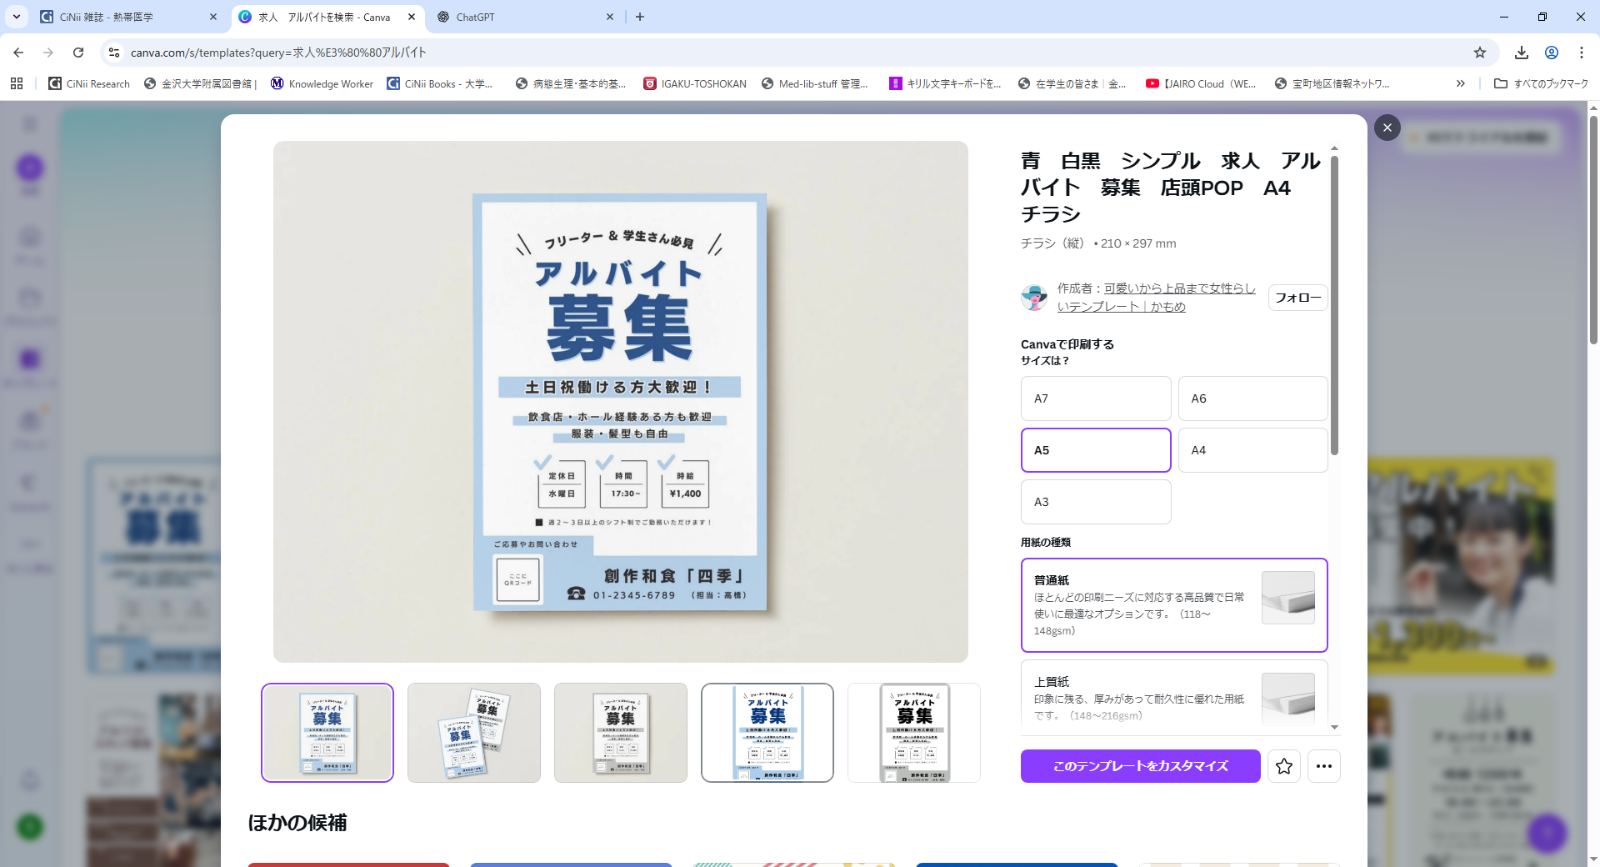 CiNii 雑誌 - 熱帯医学
求人　アルバイトを検索 - Canva
ChatGPT
canva.com/s/templates?query=求人%E3%80%80アルバイト
CiNii Research
金沢大学附属図書館 |
Knowledge Worker
CiNii Books - 大学...
病態生理・基本的基...
IGAKU-TOSHOKAN
Med-lib-stuff 管理...
キリル文字キーボードを...
在学生の皆さま | 金...
【JAIRO Cloud（WE...
宝町地区情報ネットワ...
すべてのブックマーク
フリーター & 学生さん必見
アルバイト
募集
土日祝働ける方大歓迎！
飲食店・ホール経験ある方も歓迎
服装・髪型も自由
定休日
水曜日
時間
17:30~
時給
¥1,400
週２～３日以上のシフト制でご勤務いただけます！
ご応募やお問い合わせ
ここに
QRコード
創作和食「四季」
01-2345-6789　（担当：高橋）
青　白黒　シンプル　求人　アル
バイト　募集　店頭POP　A4
チラシ
チラシ（縦） • 210 × 297 mm
作成者：可愛いから上品まで女性らし
いテンプレート｜かもめ
フォロー
Canvaで印刷する
サイズは？
A7
A6
A5
A4
A3
用紙の種類
普通紙
ほとんどの印刷ニーズに対応する高品質で日常
使いに最適なオプションです。（118～
148gsm）
上質紙
印象に残る、厚みがあって耐久性に優れた用紙
です。（148～216gsm）
このテンプレートをカスタマイズ
ほかの候補